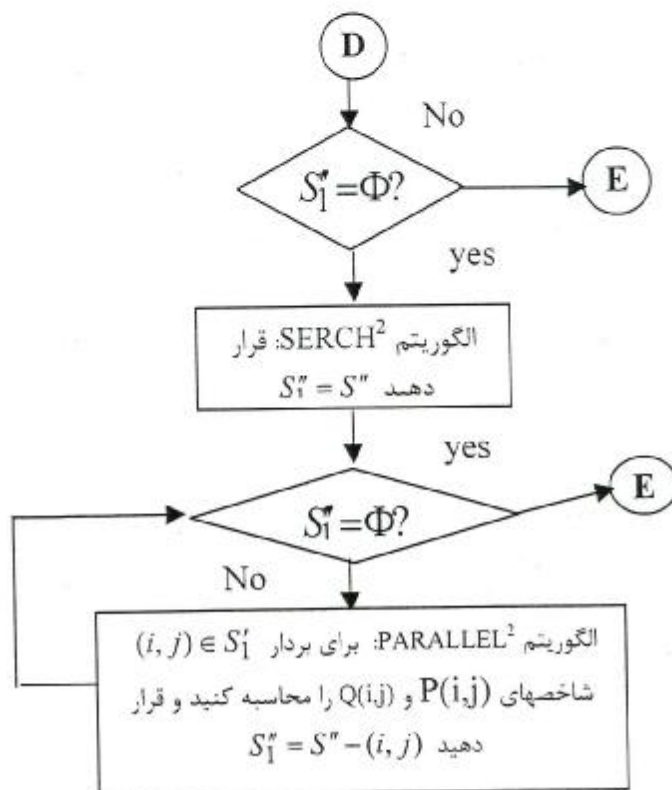 D
No
S₁″=Φ?
E
yes
الگوریتم SERCH²: قرار
دهید S₁″ = S″
yes
S₁″=Φ?
E
No
الگوریتم PARALLEL²: برای بردار (i, j) ∈ S₁′
شاخصهای P(i,j) و Q(i,j) را محاسبه کنید و قرار
دهید S₁″ = S″ − (i, j)